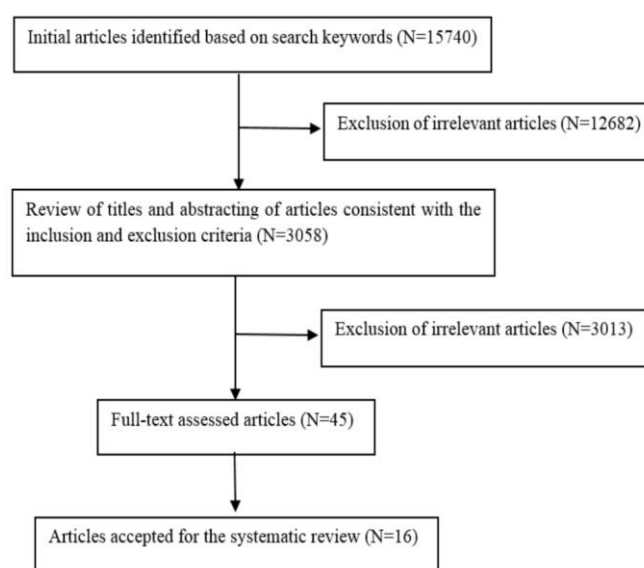 Initial articles identified based on search keywords (N=15740)
Exclusion of irrelevant articles (N=12682)
Review of titles and abstracting of articles consistent with the
inclusion and exclusion criteria (N=3058)
Exclusion of irrelevant articles (N=3013)
Full-text assessed articles (N=45)
Articles accepted for the systematic review (N=16)